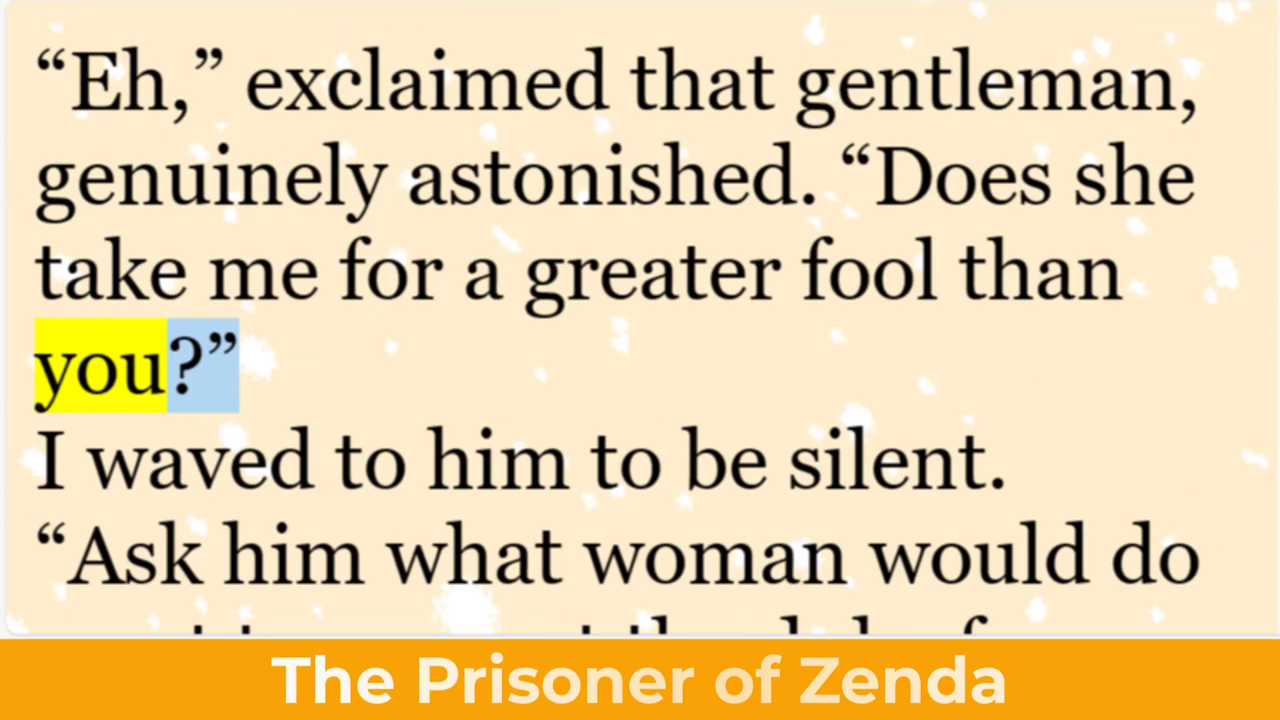 “Eh,” exclaimed that gentleman,
genuinely astonished. “Does she
take me for a greater fool than
you?”
I waved to him to be silent.
“Ask him what woman would do
The Prisoner of Zenda